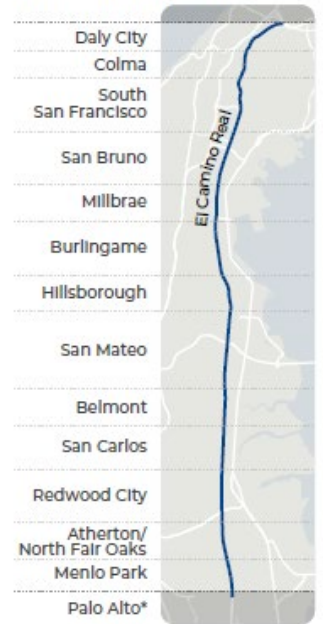 Daly City
Colma
South
San Francisco
San Bruno
Millbrae
Burlingame
Hillsborough
San Mateo
Belmont
San Carlos
Redwood City
Atherton/
North Fair Oaks
Menlo Park
Palo Alto*
El Camino Real